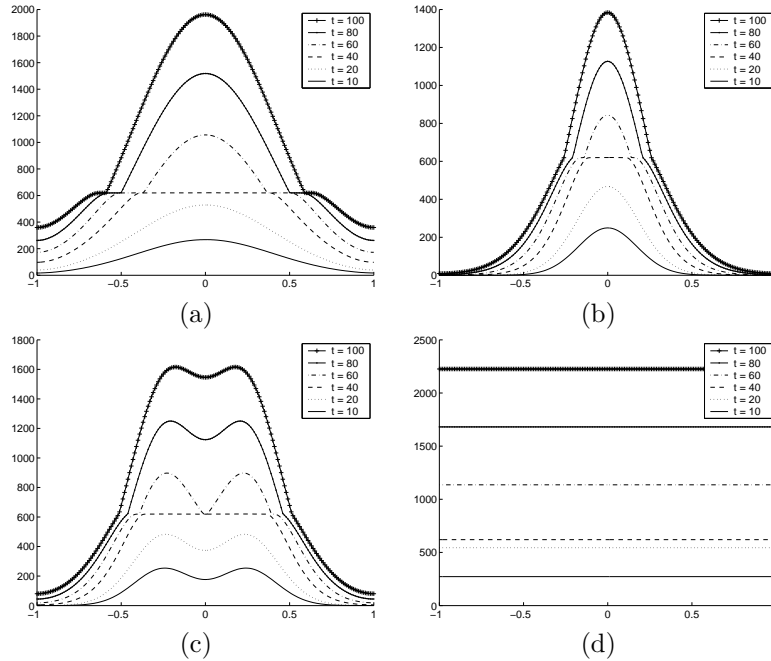 2000
1800
1600
1400
1200
1000
800
600
400
200
0
−1
−0.5
0
0.5
1
t = 100
t = 80
t = 60
t = 40
t = 20
t = 10
(a)
1400
1200
1000
800
600
400
200
0
−1
−0.5
0
0.5
t = 100
t = 80
t = 60
t = 40
t = 20
t = 10
(b)
1800
1600
1400
1200
1000
800
600
400
200
0
−1
−0.5
0
0.5
1
t = 100
t = 80
t = 60
t = 40
t = 20
t = 10
(c)
2500
2000
1500
1000
500
0
−1
−0.5
0
0.5
t = 100
t = 80
t = 60
t = 40
t = 20
t = 10
(d)